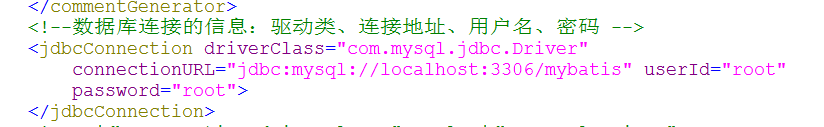 </commentGenerator>
<!--数据库连接的信息：驱动类、连接地址、用户名、密码 -->
<jdbcConnection driverClass="com.mysql.jdbc.Driver"
connectionURL="jdbc:mysql://localhost:3306/mybatis" userId="root"
password="root">
</jdbcConnection>